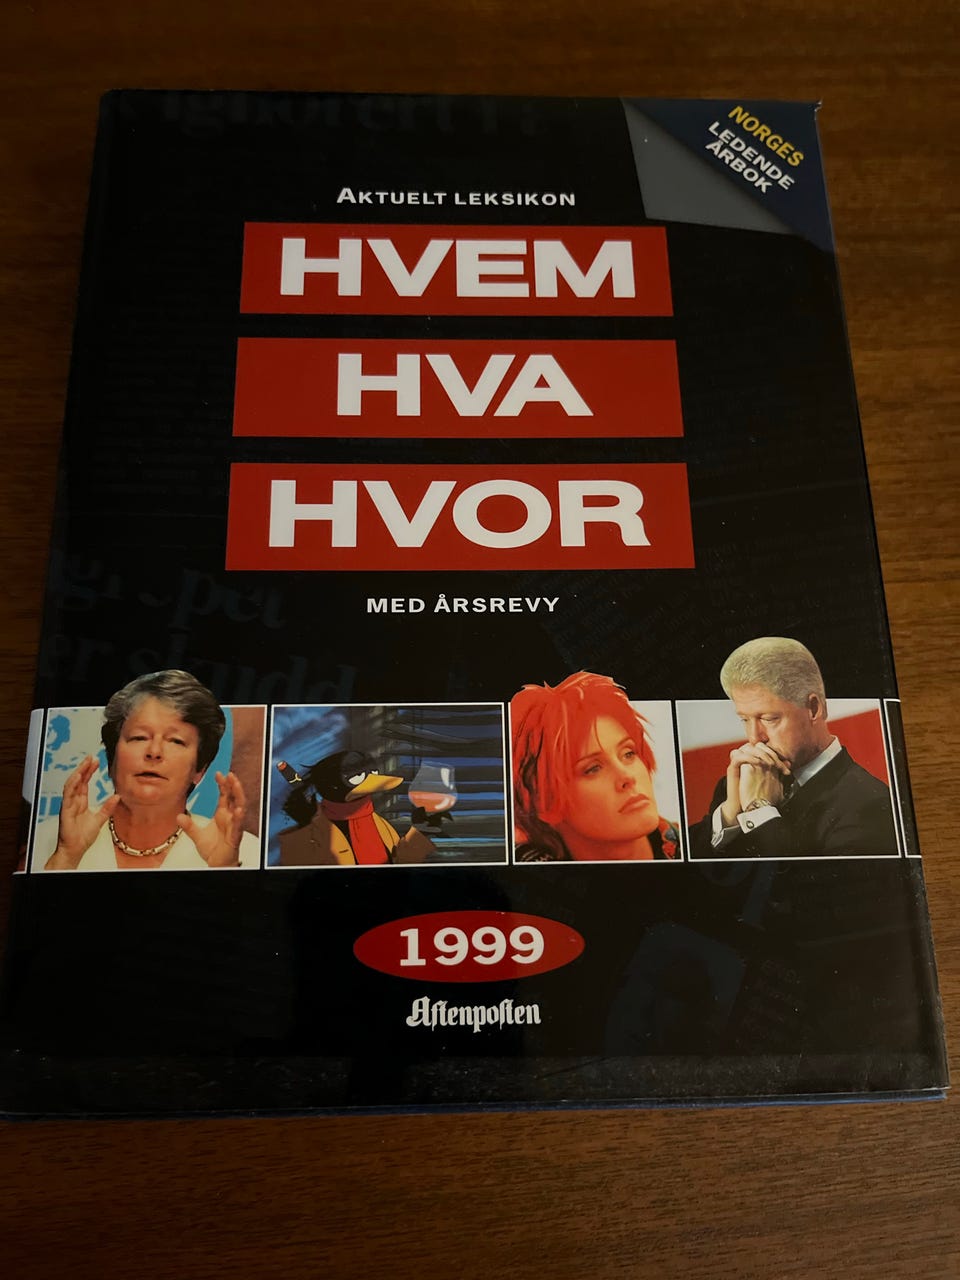 NORGES
LEDENDE
ÅRBOK
AKTUELT LEKSIKON
HVEM
HVA
HVOR
MED ÅRSREVY
1999
Aftenposten